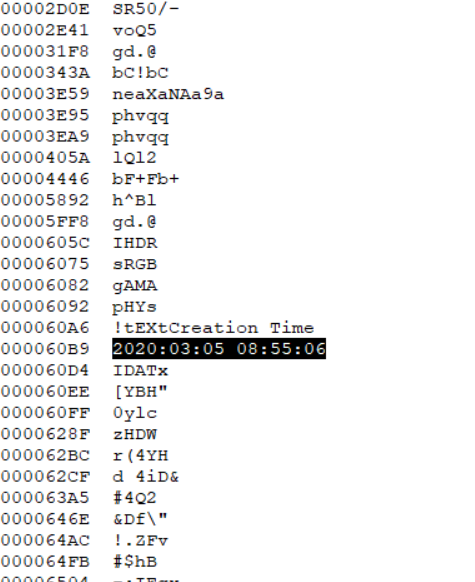 00002D0E SR50/-
00002E41 voQ5
000031F8 gd.@
0000343A bC!bC
00003E59 neaXaNAa9a
00003E95 phvqq
00003EA9 phvqq
0000405A lQl2
00004446 bF+Fb+
00005892 h^Bl
00005FF8 gd.@
0000605C IHDR
00006075 sRGB
00006082 gAMA
00006092 pHYs
000060A6 !tEXtCreation Time
000060B9 2020:03:05 08:55:06
000060D4 IDATx
000060EE [YBH"
000060FF 0ylc
0000628F zHDW
000062BC r(4YH
000062CF d 4iD&
000063A5 #4Q2
0000646E &Df\"
000064AC !.ZFv
000064FB #$hB